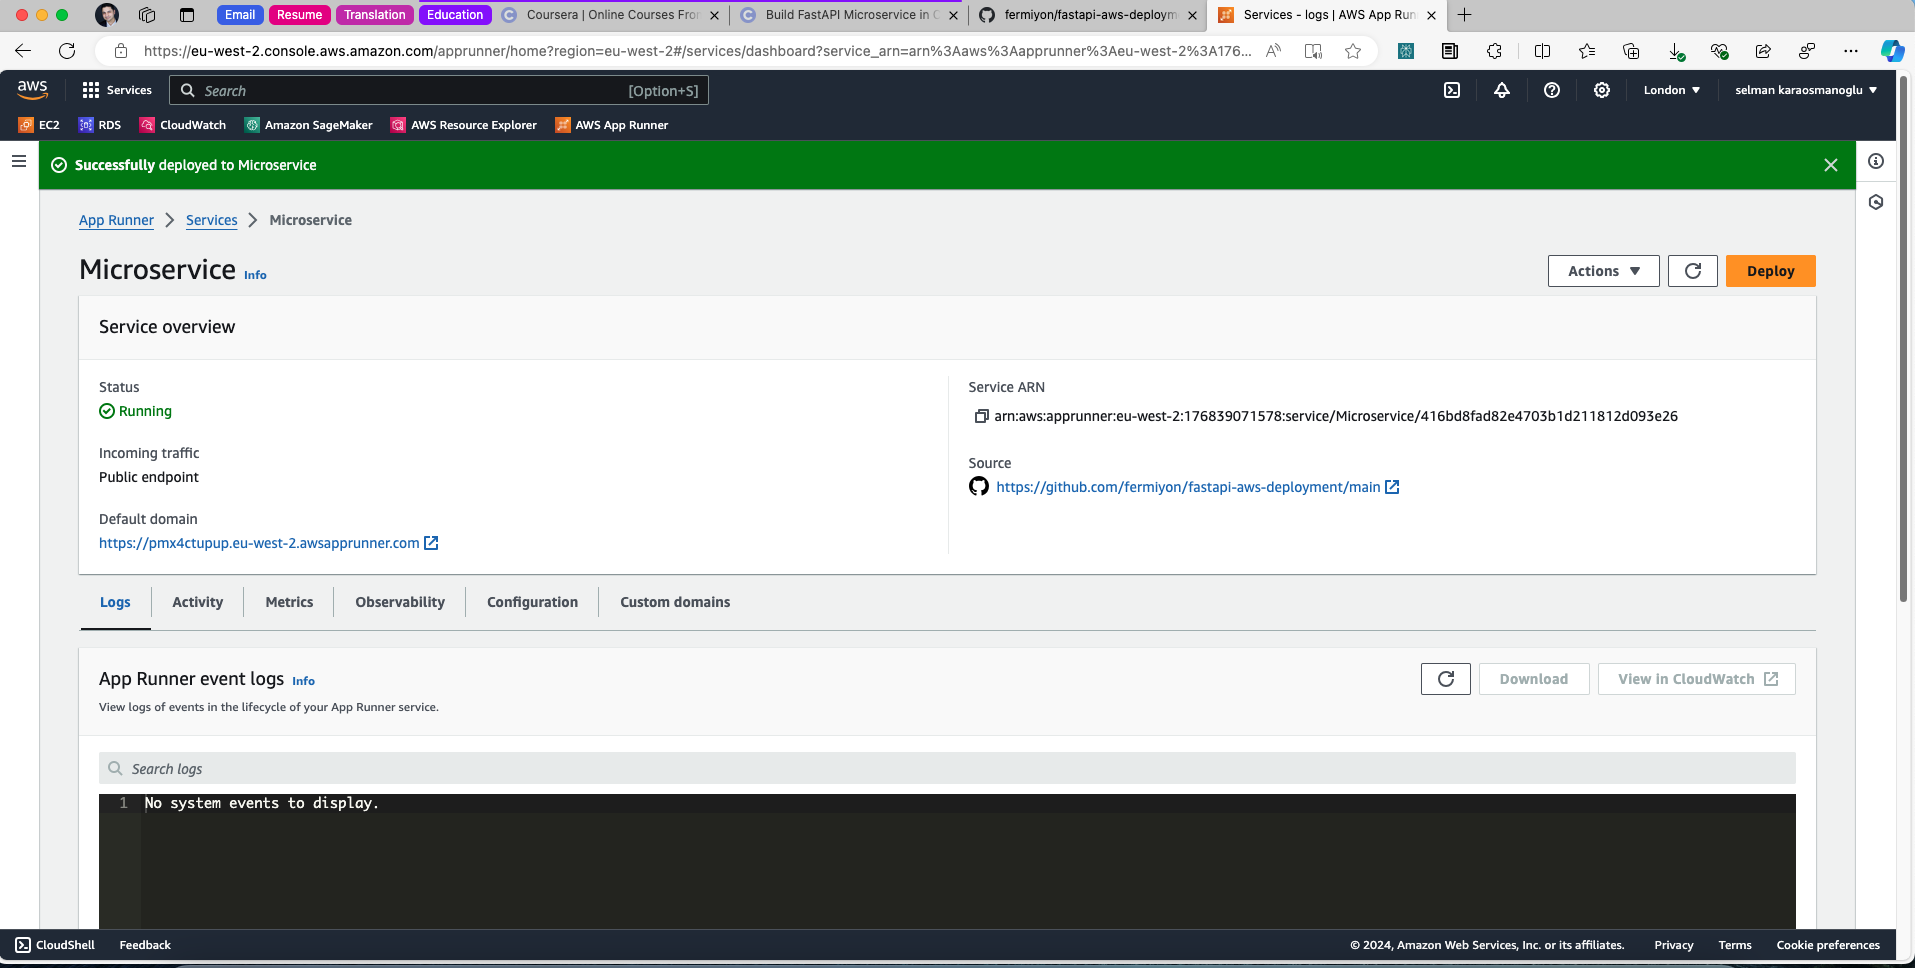 Email Resume Translation Education Coursera | Online Courses Fro Build FastAPI Microservice in C fermiyon/fastapi-aws-deploym Services - logs | AWS App Run
https://eu-west-2.console.aws.amazon.com/apprunner/home?region=eu-west-2#/services/dashboard?service_arn=arn%3Aaws%3Aapprunner%3Aeu-west-2%3A176...
aws Services Search [Option+S] London selman karaosmanoglu
EC2 RDS CloudWatch Amazon SageMaker AWS Resource Explorer AWS App Runner
Successfully deployed to Microservice
App Runner Services Microservice
Microservice Info Actions Deploy
Service overview
Status
Running
Incoming traffic
Public endpoint
Default domain
https://pmx4ctupup.eu-west-2.awsapprunner.com
Service ARN
arn:aws:apprunner:eu-west-2:176839071578:service/Microservice/416bd8fad82e4703b1d211812d093e26
Source
https://github.com/fermiyon/fastapi-aws-deployment/main
Logs Activity Metrics Observability Configuration Custom domains
App Runner event logs Info Download View in CloudWatch
View logs of events in the lifecycle of your App Runner service.
Search logs
1 No system events to display.
CloudShell Feedback © 2024, Amazon Web Services, Inc. or its affiliates. Privacy Terms Cookie preferences